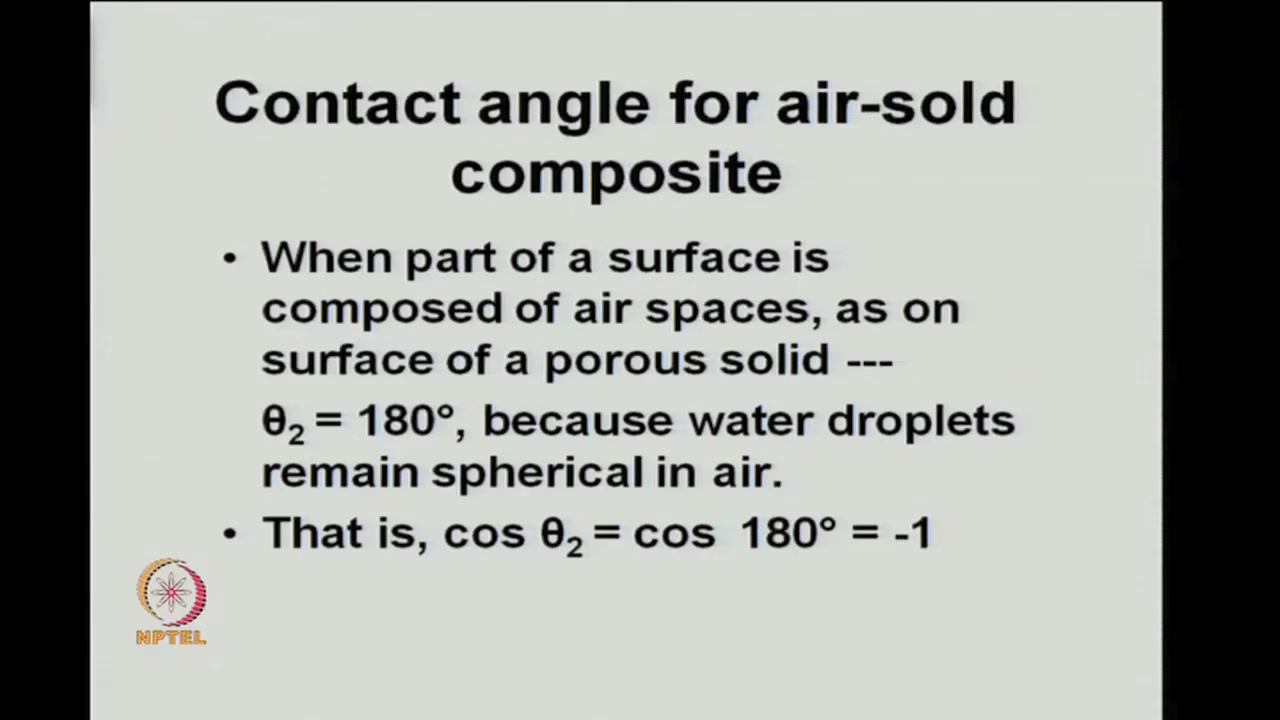 Contact angle for air-sold
composite
• When part of a surface is
composed of air spaces, as on
surface of a porous solid ---
θ₂ = 180°, because water droplets
remain spherical in air.
• That is, cos θ₂ = cos 180° = -1
NPTEL